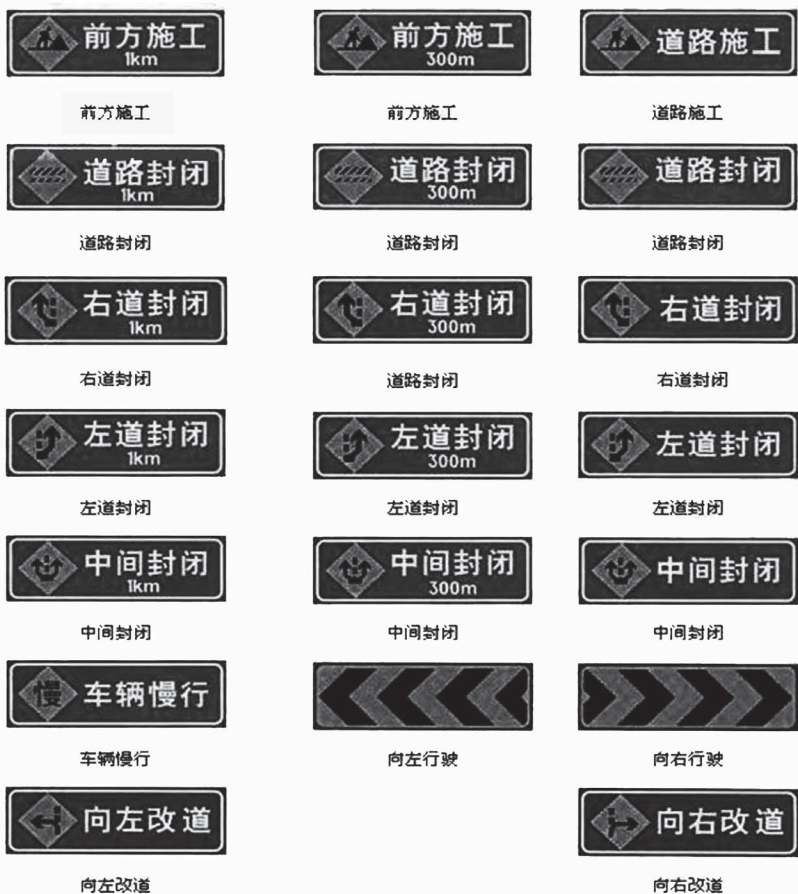 前方施工
1km
前方施工
300m
道路施工
前方施工
前方施工
道路施工
道路封闭
1km
道路封闭
300m
道路封闭
道路封闭
道路封闭
道路封闭
右道封闭
1km
右道封闭
300m
右道封闭
右道封闭
道路封闭
右道封闭
左道封闭
1km
左道封闭
300m
左道封闭
左道封闭
左道封闭
左道封闭
中间封闭
1km
中间封闭
300m
中间封闭
中间封闭
中间封闭
中间封闭
慢 车辆慢行
车辆慢行
向左行驶
向右行驶
向左改道
向右改道
向左改道
向右改道